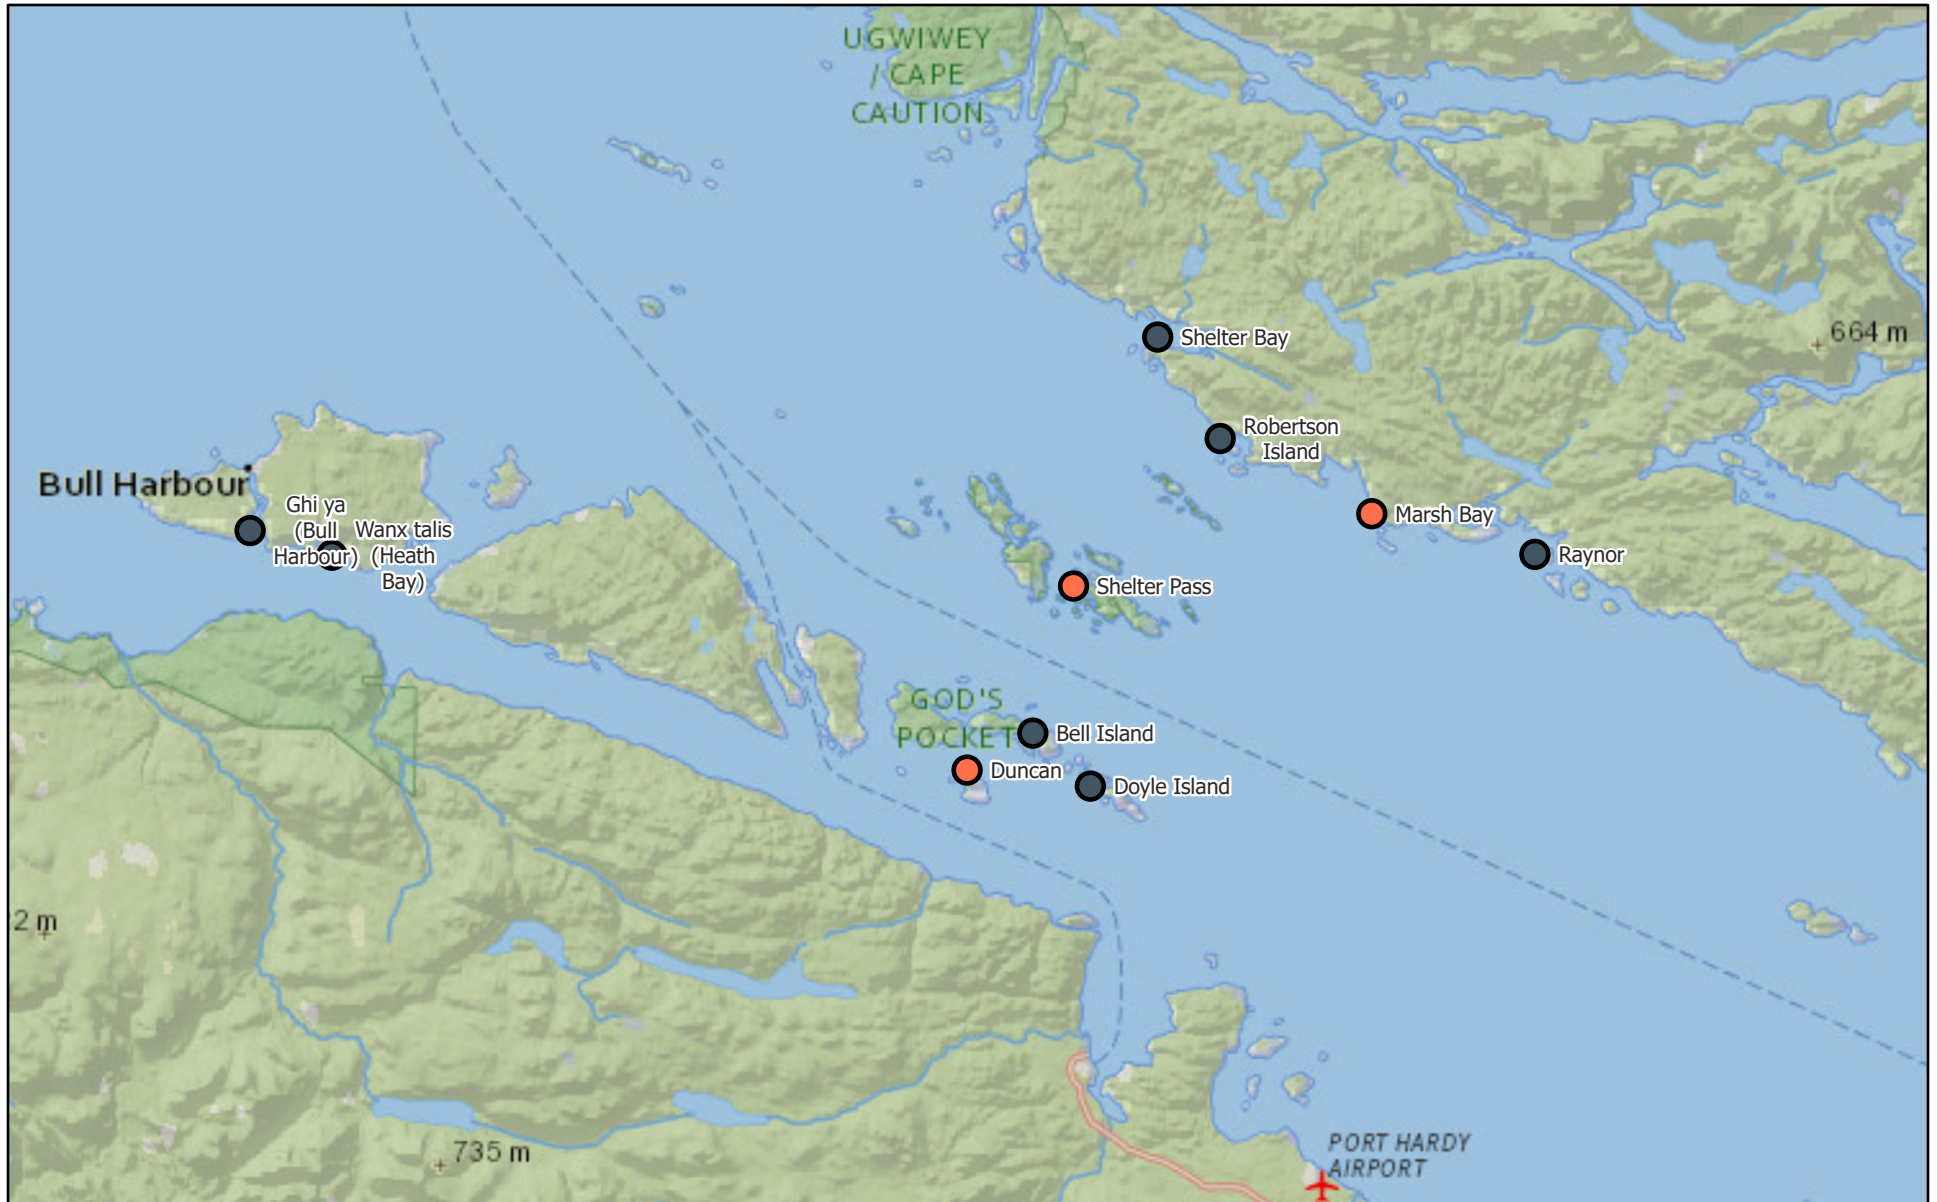 UGWIWEY
/ CAPE
CAUTION
664 m
Shelter Bay
Robertson
Island
Bull Harbour
Ghi ya
(Bull
Harbour)
Wanx talis
(Heath
Bay)
Marsh Bay
Raynor
Shelter Pass
GOD'S
POCKET
Bell Island
Duncan
Doyle Island
2 m
735 m
PORT HARDY
AIRPORT